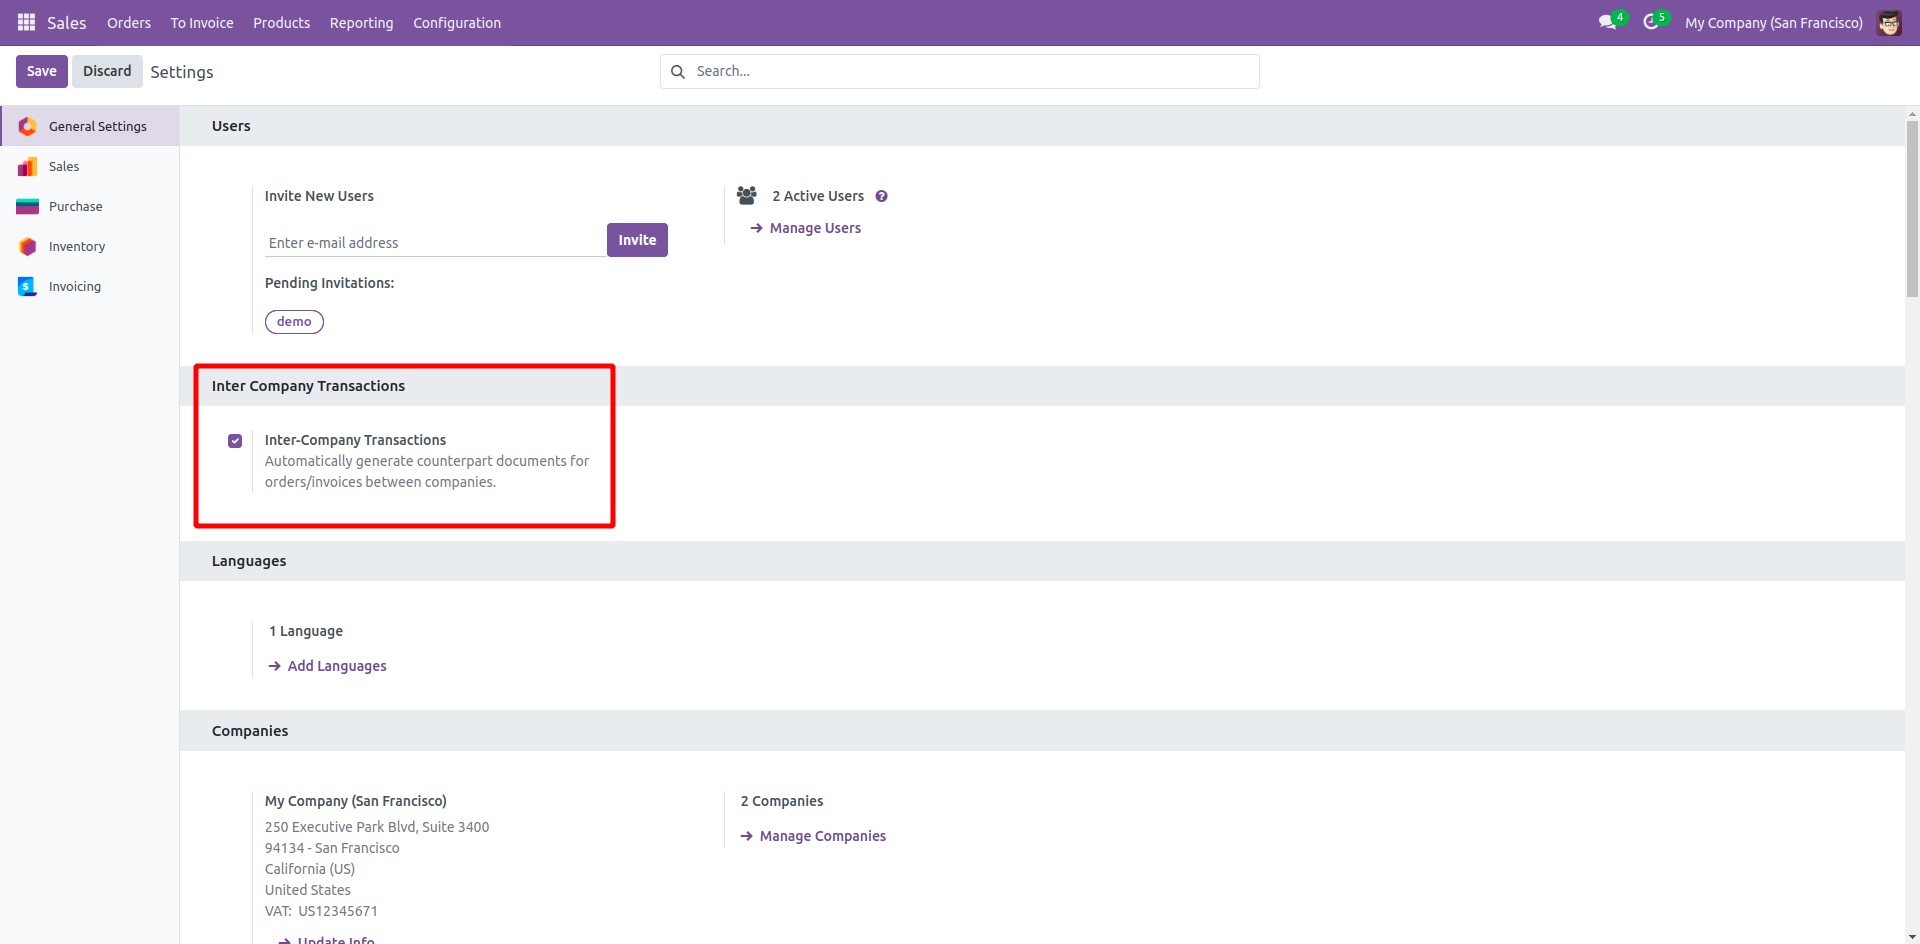 Sales Orders To Invoice Products Reporting Configuration 4 5 My Company (San Francisco)
Save Discard Settings Search...
General Settings
Sales
Purchase
Inventory
Invoicing
Users
Invite New Users
Enter e-mail address Invite
Pending Invitations:
demo
2 Active Users ?
Manage Users
Inter Company Transactions
Inter-Company Transactions
Automatically generate counterpart documents for
orders/invoices between companies.
Languages
1 Language
Add Languages
Companies
My Company (San Francisco)
250 Executive Park Blvd, Suite 3400
94134 - San Francisco
California (US)
United States
VAT: US12345671
Update Info
2 Companies
Manage Companies